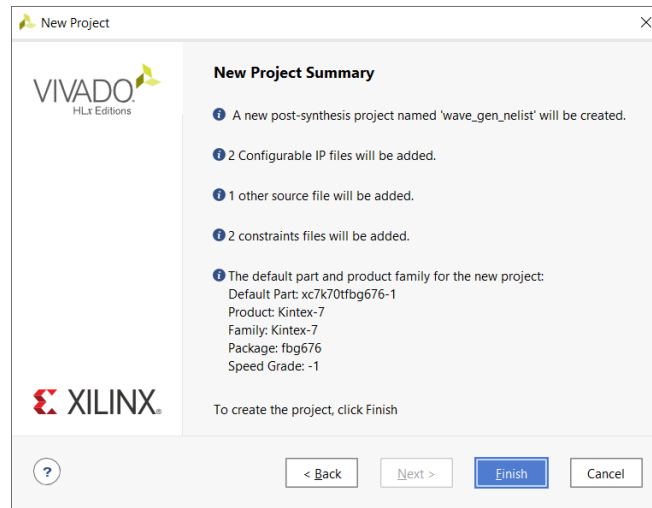 New Project
VIVADO.
HLx Editions
New Project Summary
A new post-synthesis project named 'wave_gen_nelist' will be created.
2 Configurable IP files will be added.
1 other source file will be added.
2 constraints files will be added.
The default part and product family for the new project:
Default Part: xc7k70tfbg676-1
Product: Kintex-7
Family: Kintex-7
Package: fbg676
Speed Grade: -1
XILINX®
To create the project, click Finish
?
< Back
Next >
Finish
Cancel